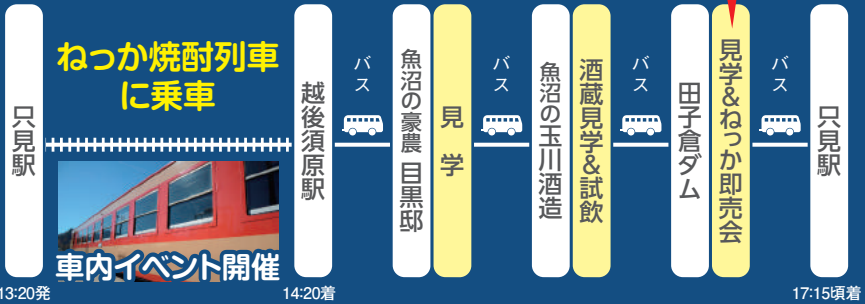 只見駅
ねっか焼酎列車
に乗車
車内イベント開催
越後須原駅
バス
魚沼の豪農 目黒邸
見学
バス
魚沼の玉川酒造
酒蔵見学&試飲
バス
田子倉ダム
見学&ねっか即売会
バス
只見駅
13:20発
14:20着
17:15頃着